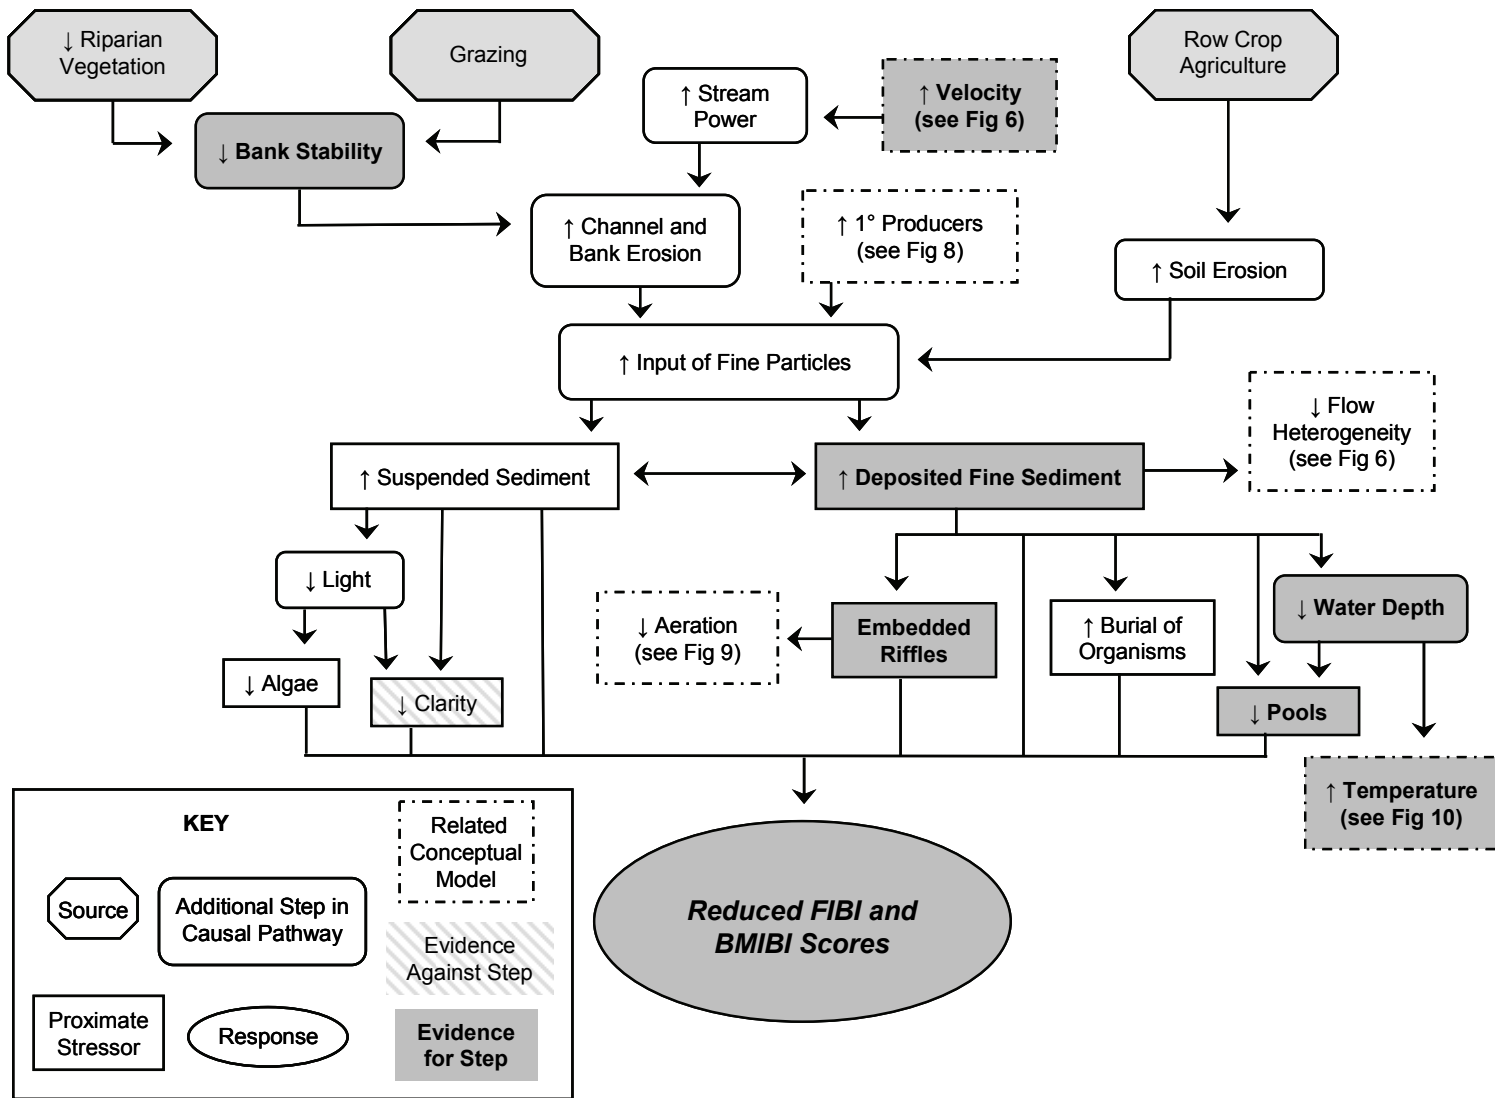 ↓ Riparian
Vegetation
Grazing
Row Crop
Agriculture
↑ Stream
Power
↑ Velocity
(see Fig 6)
↓ Bank Stability
↑ Channel and
Bank Erosion
↑ 1° Producers
(see Fig 8)
↑ Soil Erosion
↑ Input of Fine Particles
↓ Flow
Heterogeneity
(see Fig 6)
↑ Suspended Sediment
↑ Deposited Fine Sediment
↓ Light
↓ Aeration
(see Fig 9)
Embedded
Riffles
↑ Burial of
Organisms
↓ Water Depth
↓ Algae
↓ Clarity
↓ Pools
↑ Temperature
(see Fig 10)
KEY
Related
Conceptual
Model
Source
Additional Step in
Causal Pathway
Evidence
Against Step
Proximate
Stressor
Response
Evidence
for Step
Reduced FIBI and
BMIBI Scores